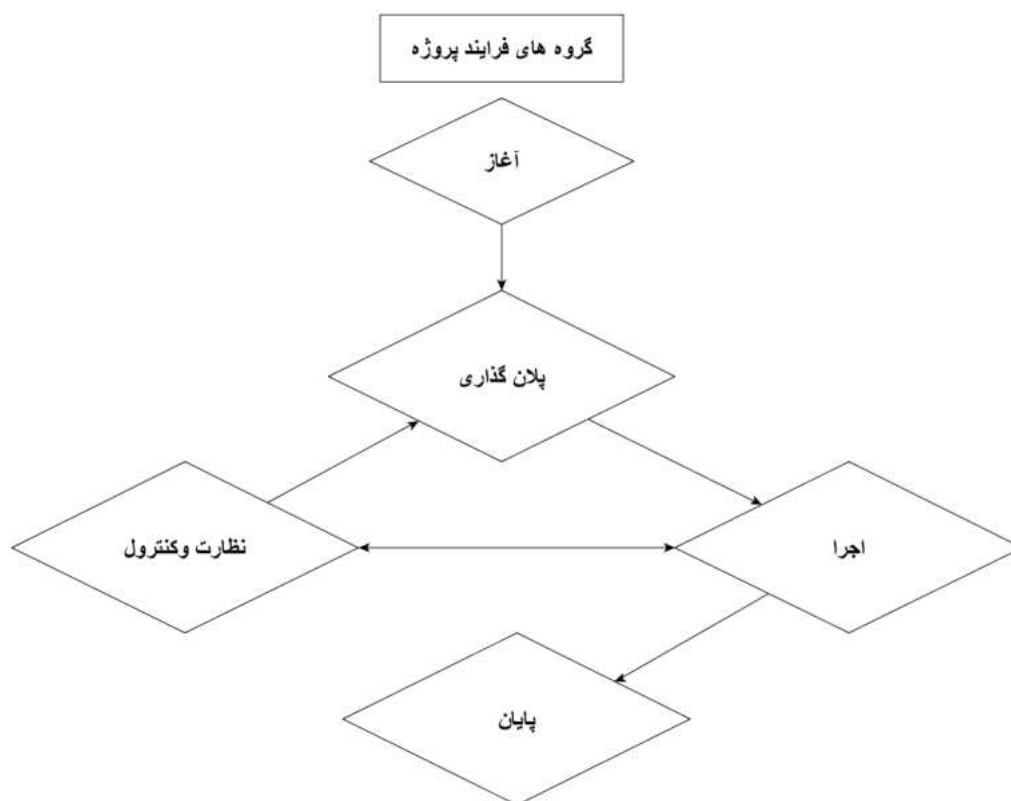 گروه های فرایند پروژه
آغاز
پلان گذاری
نظارت وکنترول
اجرا
پایان